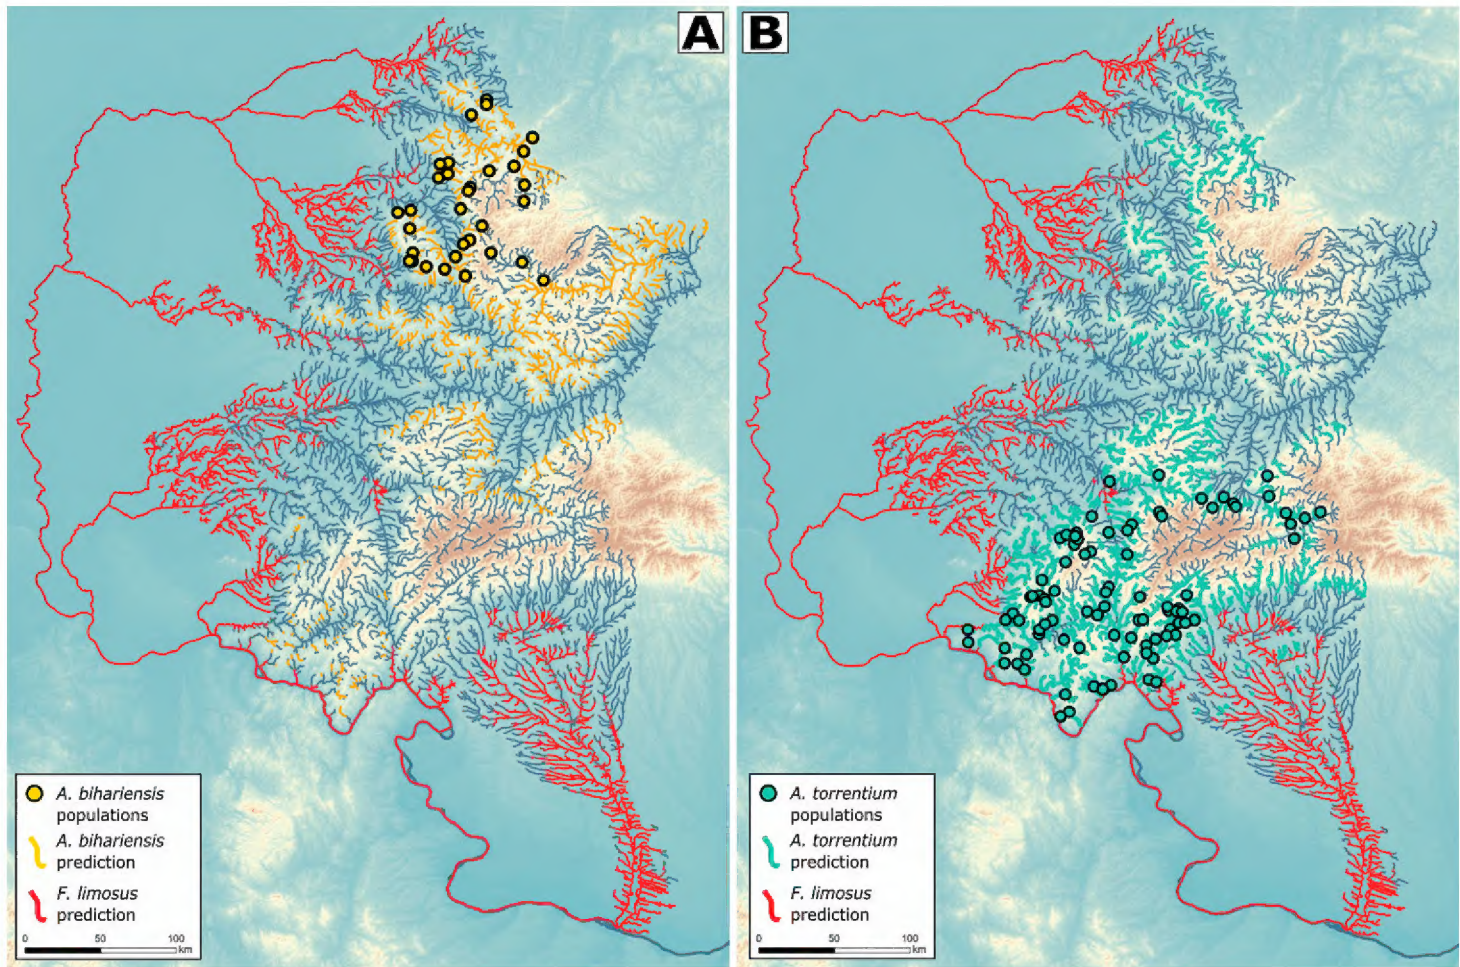 A
B
A. bihariensis
populations
A. bihariensis
prediction
F. limosus
prediction
0 50 100
km
A. torrentium
populations
A. torrentium
prediction
F. limosus
prediction
0 50 100
km